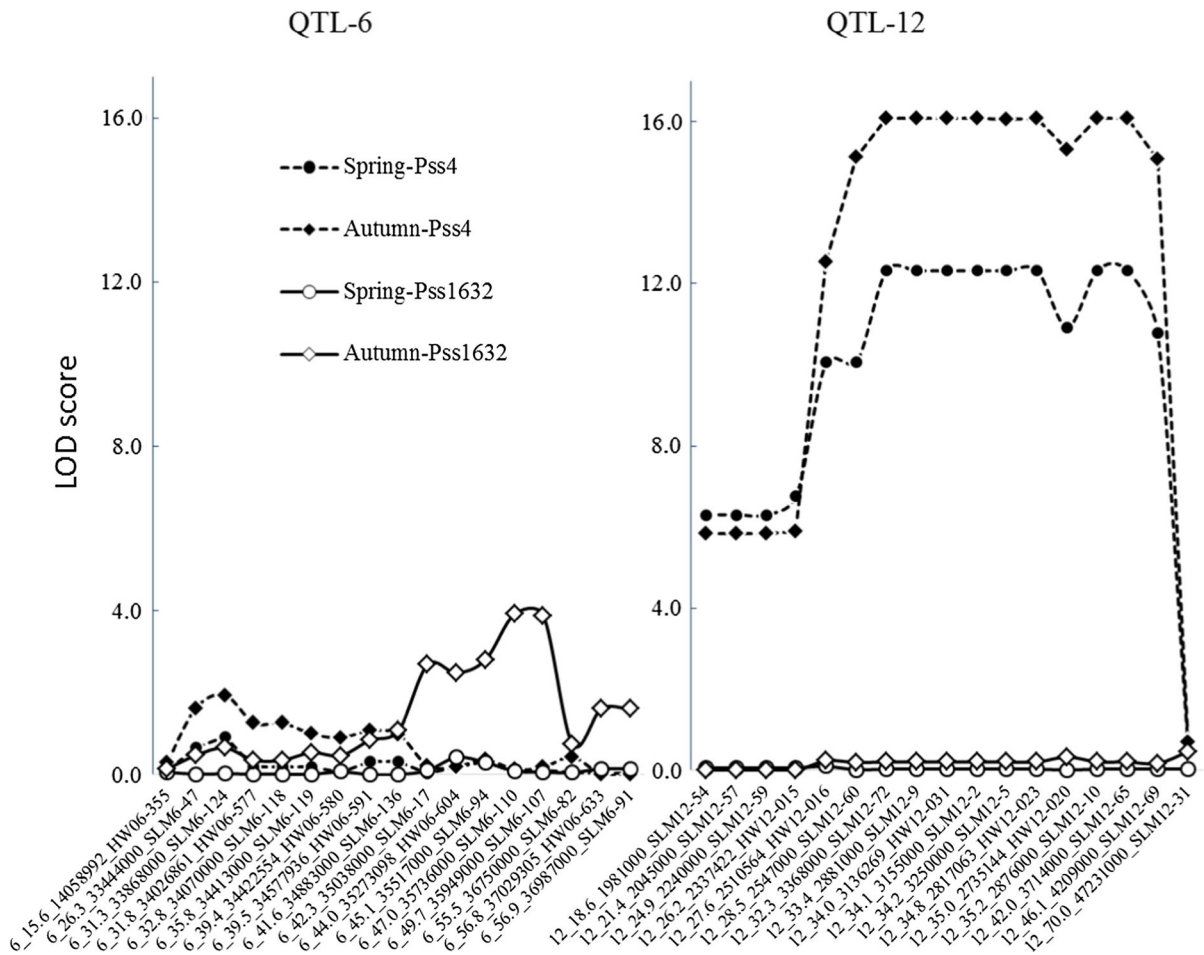 QTL-6
QTL-12
LOD score
16.0
12.0
8.0
4.0
0.0
Spring-Pss4
Autumn-Pss4
Spring-Pss1632
Autumn-Pss1632
6_15.6_14058992_HW06-355
6_26.3_33444000_SLM6-47
6_31.3_33868000_SLM6-124
6_31.8_34026861_HW06-577
6_32.8_34070000_SLM6-118
6_35.8_34413000_SLM6-119
6_39.4_34422554_HW06-580
6_39.5_34577936_HW06-591
6_41.6_34883000_SLM6-136
6_42.3_35038000_SLM6-17
6_44.0_35273098_HW06-604
6_45.1_35517000_SLM6-94
6_47.0_35736000_SLM6-110
6_49.7_35949000_SLM6-107
6_55.5_36750000_SLM6-82
6_56.8_37029305_HW06-633
6_56.9_36987000_SLM6-91
16.0
12.0
8.0
4.0
0.0
12_18.6_1981000_SLM12-54
12_21.4_2045000_SLM12-57
12_24.9_2240000_SLM12-59
12_26.2_2337422_HW12-015
12_27.6_2510564_HW12-016
12_28.5_2547000_SLM12-60
12_32.3_3368000_SLM12-72
12_33.4_2881000_SLM12-9
12_34.0_3136269_HW12-031
12_34.1_3155000_SLM12-2
12_34.2_3250000_SLM12-5
12_34.8_2817063_HW12-023
12_35.0_2735144_HW12-020
12_35.2_2876000_SLM12-10
12_42.0_3714000_SLM12-65
12_46.1_4209000_SLM12-69
12_70.0_47231000_SLM12-31